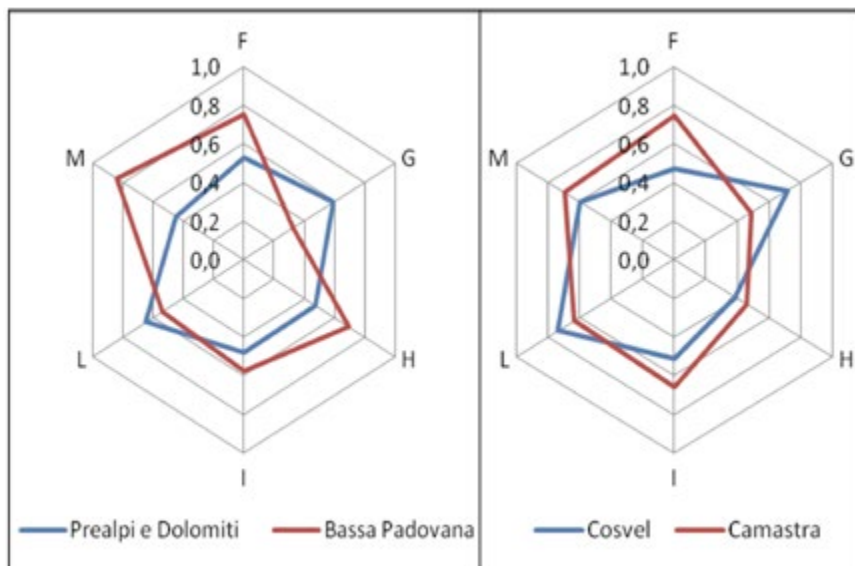 F
1,0
0,8
M
G
0,6
0,4
0,2
0,0
L
H
I
Prealpi e Dolomiti
Bassa Padovana
F
1,0
0,8
M
G
0,6
0,4
0,2
0,0
L
H
I
Cosvel
Camastra